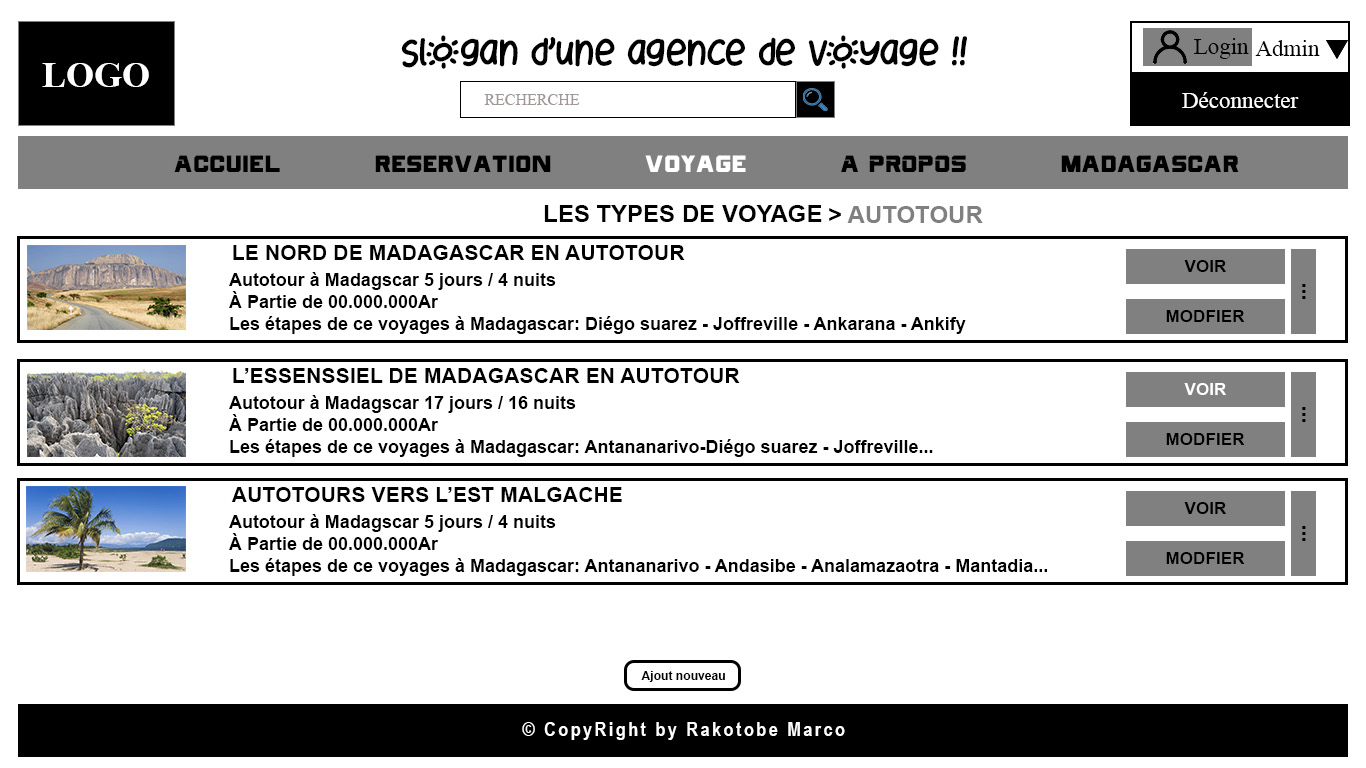 LOGO
slogan d'une agence de voyage !!
Login Admin
RECHERCHE
Déconnecter
ACCUIEL RESERVATION VOYAGE A PROPOS MADAGASCAR
LES TYPES DE VOYAGE > AUTOTOUR
LE NORD DE MADAGASCAR EN AUTOTOUR
Autotour à Madagscar 5 jours / 4 nuits
À Partie de 00.000.000Ar
Les étapes de ce voyages à Madagascar: Diégo suarez - Joffreville - Ankarana - Ankify
VOIR
MODFIER
L’ESSENSSIEL DE MADAGASCAR EN AUTOTOUR
Autotour à Madagscar 17 jours / 16 nuits
À Partie de 00.000.000Ar
Les étapes de ce voyages à Madagascar: Antananarivo-Diégo suarez - Joffreville...
VOIR
MODFIER
AUTOTOURS VERS L’EST MALGACHE
Autotour à Madagscar 5 jours / 4 nuits
À Partie de 00.000.000Ar
Les étapes de ce voyages à Madagascar: Antananarivo - Andasibe - Analamazaotra - Mantadia...
VOIR
MODFIER
Ajout nouveau
© CopyRight by Rakotobe Marco